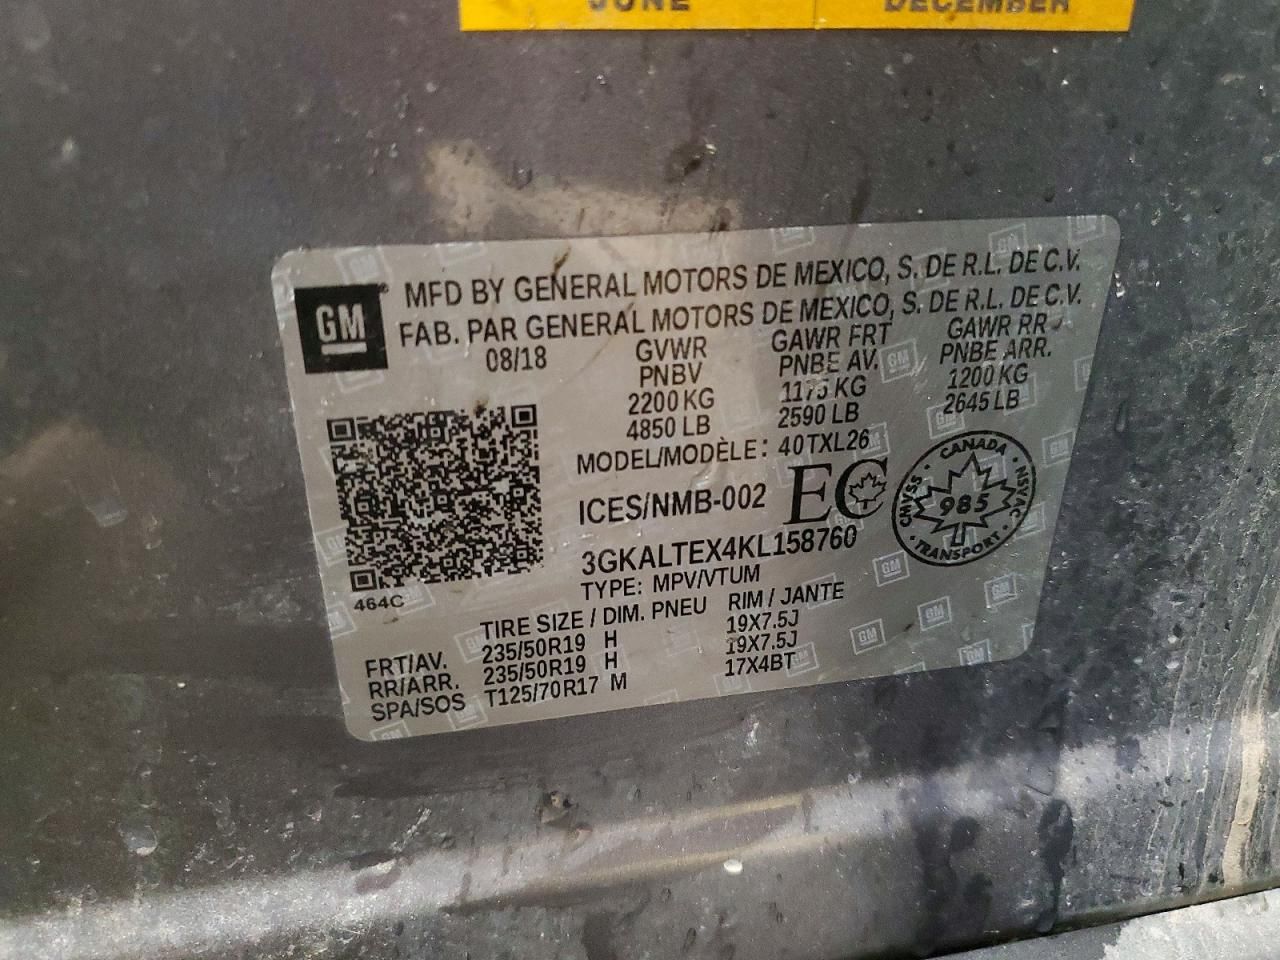 JUNE DECEMBER
GM
MFD BY GENERAL MOTORS DE MEXICO, S. DE R.L. DE C.V.
FAB. PAR GENERAL MOTORS DE MEXICO, S. DE R.L. DE C.V.
08/18 GVWR GAWR FRT GAWR RR
PNBV PNBE AV. PNBE ARR.
2200 KG 1175 KG 1200 KG
4850 LB 2590 LB 2645 LB
MODEL/MODÈLE: 40TXL26
ICES/NMB-002 EC
CANADA
CMVSS 985 NSVAC
TRANSPORT
3GKALTEX4KL158760
TYPE: MPV/VTUM
464C
TIRE SIZE / DIM. PNEU RIM / JANTE
FRT/AV. 235/50R19 H 19X7.5J
RR/ARR. 235/50R19 H 19X7.5J
SPA/SOS T125/70R17 M 17X4BT